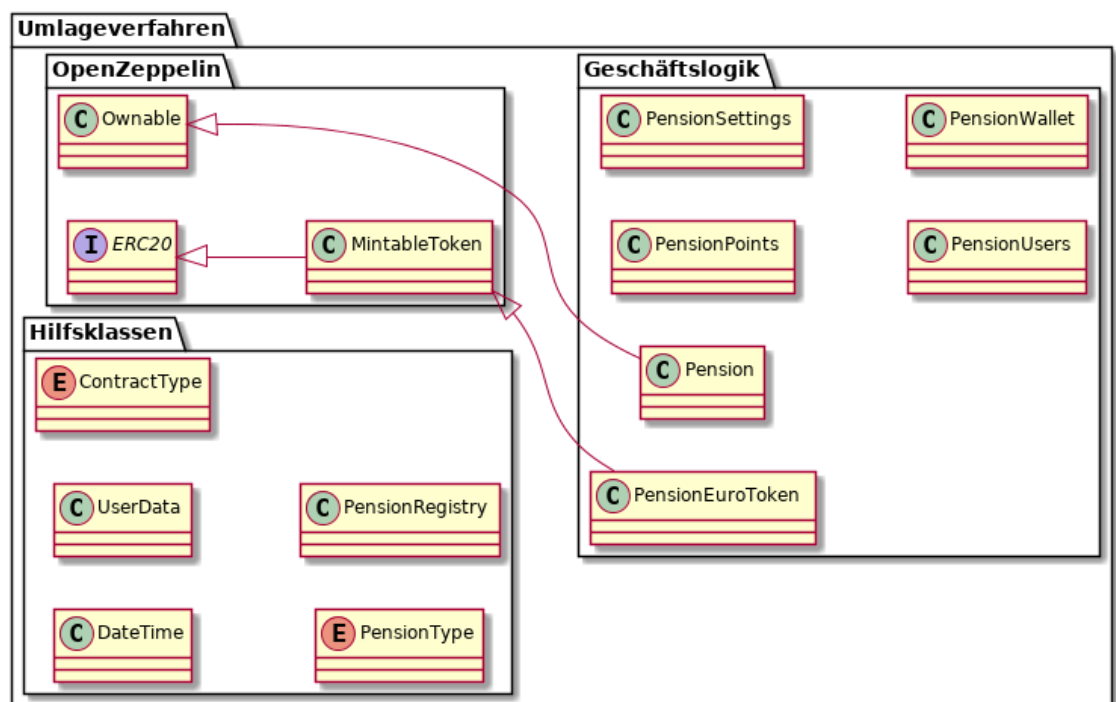 Umlageverfahren
OpenZeppelin
C Ownable
I ERC20
C MintableToken
Hilfsklassen
E ContractType
C UserData
C PensionRegistry
C DateTime
E PensionType
Geschäftslogik
C PensionSettings
C PensionWallet
C PensionPoints
C PensionUsers
C Pension
C PensionEuroToken